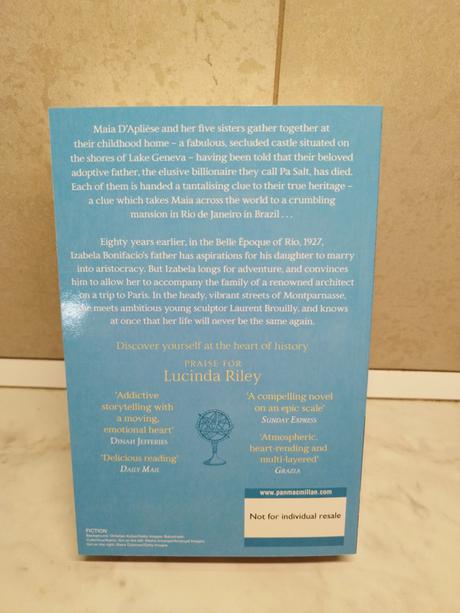 Maia D'Aplièse and her five sisters gather together at
their childhood home – a fabulous, secluded castle situated on
the shores of Lake Geneva – having been told that their beloved
adoptive father, the elusive billionaire they call Pa Salt, has died.
Each of them is handed a tantalising clue to their true heritage –
a clue which takes Maia across the world to a crumbling
mansion in Rio de Janeiro in Brazil . . .
Eighty years earlier, in the Belle Époque of Rio, 1927,
Izabela Bonifacio's father has aspirations for his daughter to marry
into aristocracy. But Izabela longs for adventure, and convinces
him to allow her to accompany the family of a renowned architect
on a trip to Paris. In the heady, vibrant streets of Montparnasse,
she meets ambitious young sculptor Laurent Brouilly, and knows
at once that her life will never be the same again.
Discover yourself at the heart of history.
PRAISE FOR
Lucinda Riley
'Addictive
storytelling with
a moving,
emotional heart'
DINAH JEFFERIES
'Delicious reading'
DAILY MAIL
'A compelling novel
on an epic scale'
SUNDAY EXPRESS
'Atmospheric,
heart-rending and
multi-layered'
GRAZIA
www.panmacmillan.com
Not for individual resale
FICTION